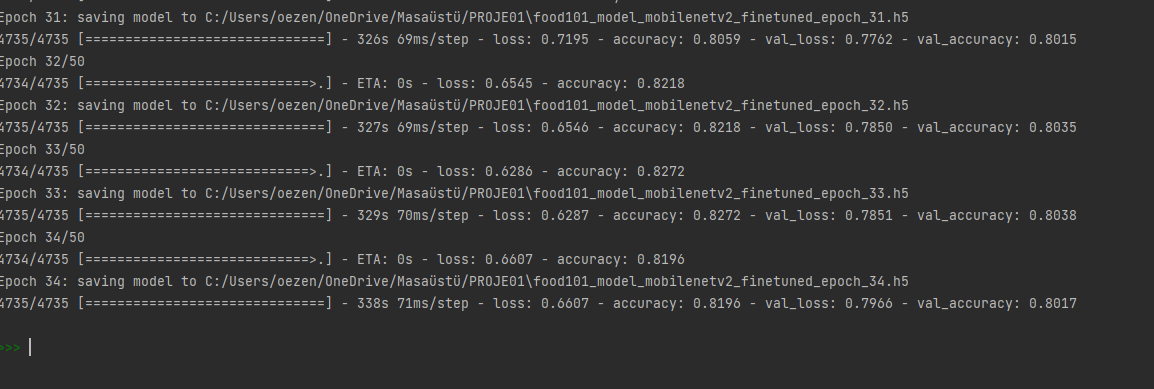 Epoch 31: saving model to C:/Users/oezen/OneDrive/Masaüstü/PROJE01\food101_model_mobilenetv2_finetuned_epoch_31.h5
4735/4735 [==============================] - 326s 69ms/step - loss: 0.7195 - accuracy: 0.8059 - val_loss: 0.7762 - val_accuracy: 0.8015
Epoch 32/50
4734/4735 [============================>.] - ETA: 0s - loss: 0.6545 - accuracy: 0.8218
Epoch 32: saving model to C:/Users/oezen/OneDrive/Masaüstü/PROJE01\food101_model_mobilenetv2_finetuned_epoch_32.h5
4735/4735 [==============================] - 327s 69ms/step - loss: 0.6546 - accuracy: 0.8218 - val_loss: 0.7850 - val_accuracy: 0.8035
Epoch 33/50
4734/4735 [============================>.] - ETA: 0s - loss: 0.6286 - accuracy: 0.8272
Epoch 33: saving model to C:/Users/oezen/OneDrive/Masaüstü/PROJE01\food101_model_mobilenetv2_finetuned_epoch_33.h5
4735/4735 [==============================] - 329s 70ms/step - loss: 0.6287 - accuracy: 0.8272 - val_loss: 0.7851 - val_accuracy: 0.8038
Epoch 34/50
4734/4735 [============================>.] - ETA: 0s - loss: 0.6607 - accuracy: 0.8196
Epoch 34: saving model to C:/Users/oezen/OneDrive/Masaüstü/PROJE01\food101_model_mobilenetv2_finetuned_epoch_34.h5
4735/4735 [==============================] - 338s 71ms/step - loss: 0.6607 - accuracy: 0.8196 - val_loss: 0.7966 - val_accuracy: 0.8017
>>>